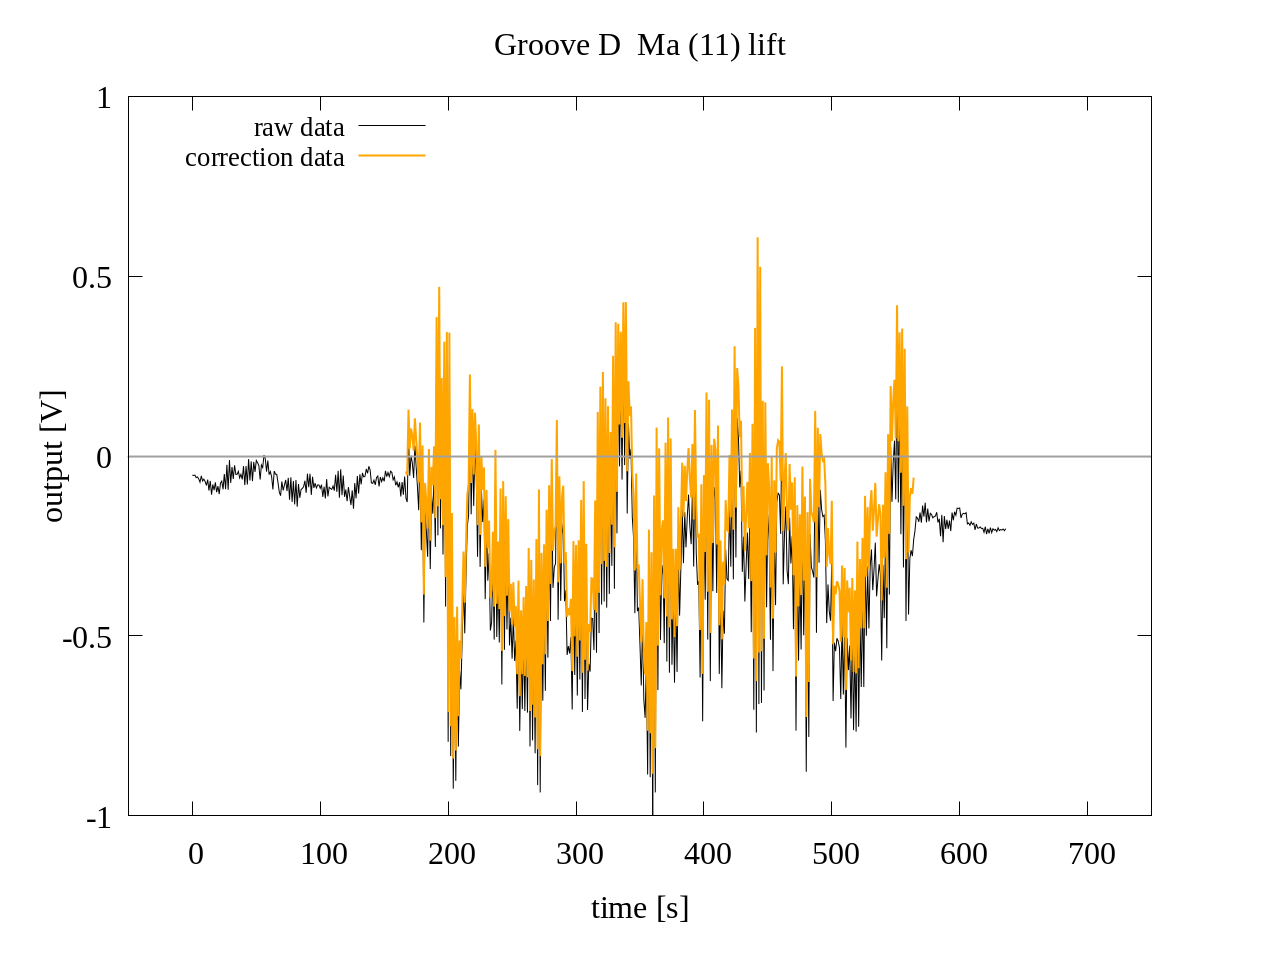 Groove D  Ma (11) lift
raw data
correction data
1
0.5
0
-0.5
-1
output [V]
0 100 200 300 400 500 600 700
time [s]